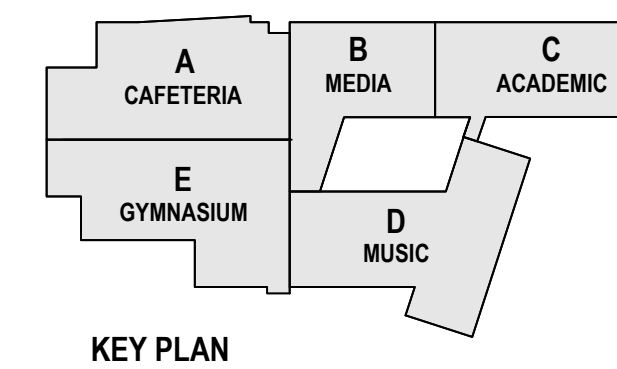 A
CAFETERIA
B
MEDIA
C
ACADEMIC
E
GYMNASIUM
D
MUSIC
KEY PLAN